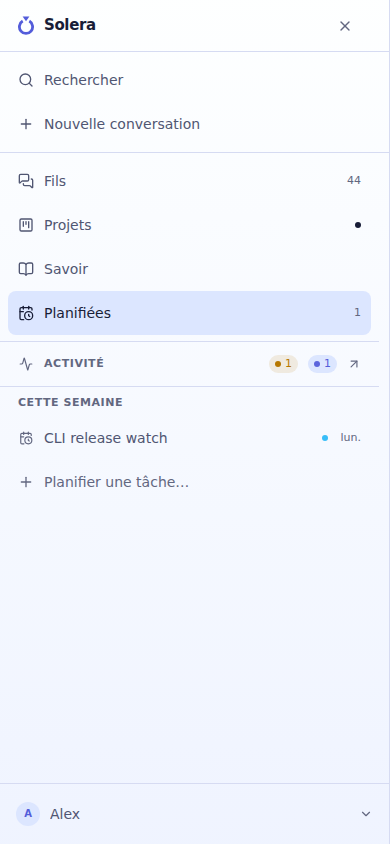 Solera
Rechercher
Nouvelle conversation
Fils 44
Projets
Savoir
Planifiées 1
ACTIVITÉ 1 1
CETTE SEMAINE
CLI release watch lun.
Planifier une tâche…
A Alex